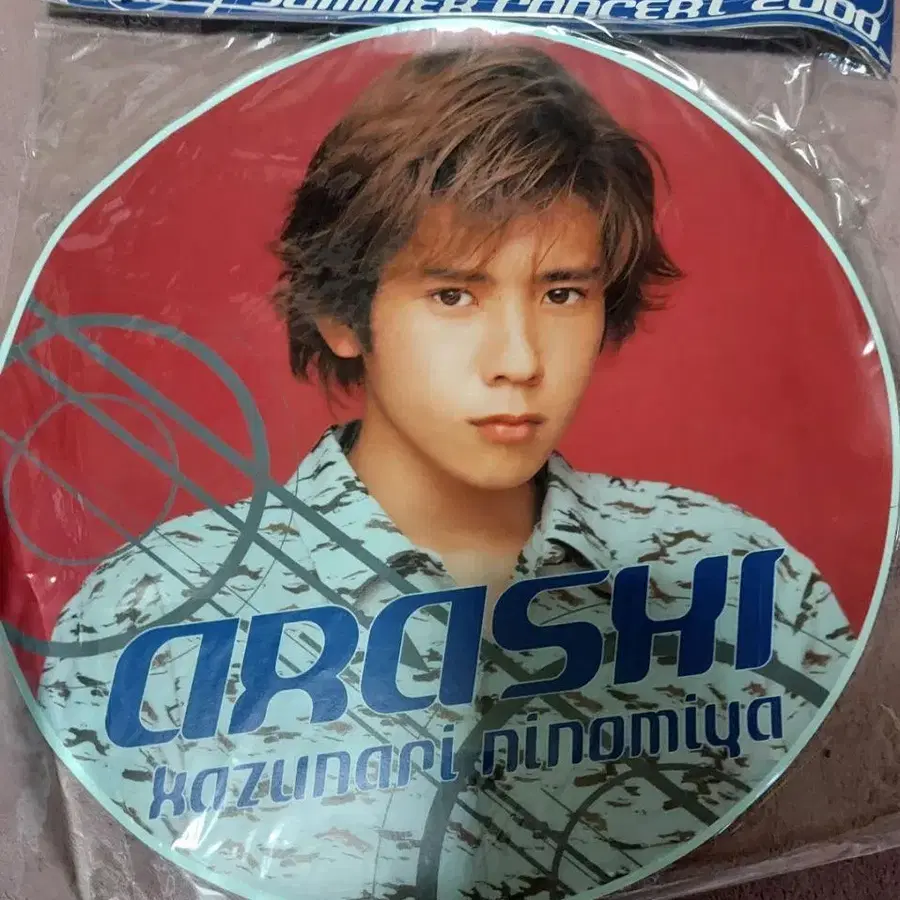 SUMMER CONCERT 2000
ARASHI
kazunari ninomiya